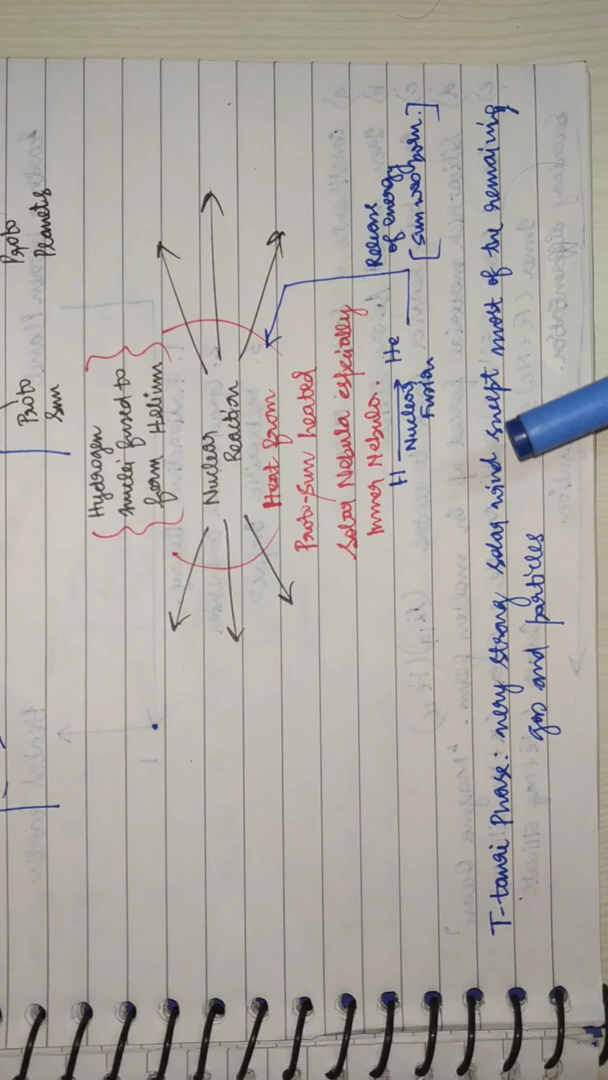 Proto
Sun
Proto
Planets
Hydrogen
nuclei fused to
form Helium
Nuclear
Reaction
Heat from
Proto-Sun heated
Solar Nebula especially
Inner Nebula.
H Nuclear He
Fusion
Release
of energy
[Sun was born.]
T-tauri Phase: very strong solar wind swept most of the remaining
gas and particles